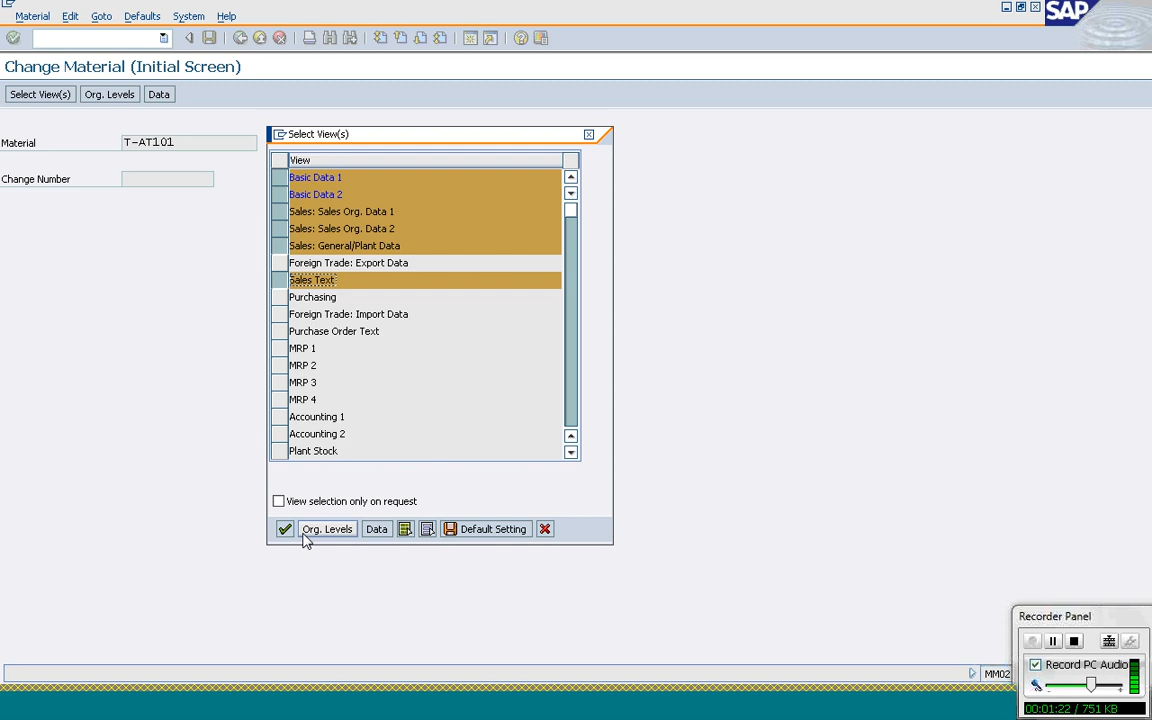 Material Edit Goto Defaults System Help
SAP
Change Material (Initial Screen)
Select View(s) Org. Levels Data
Material T-AT101
Change Number
Select View(s)
View
Basic Data 1
Basic Data 2
Sales: Sales Org. Data 1
Sales: Sales Org. Data 2
Sales: General/Plant Data
Foreign Trade: Export Data
Sales Text
Purchasing
Foreign Trade: Import Data
Purchase Order Text
MRP 1
MRP 2
MRP 3
MRP 4
Accounting 1
Accounting 2
Plant Stock
View selection only on request
Org. Levels Data Default Setting
Recorder Panel
Record PC Audio
MM02
00:01:22 / 751 KB